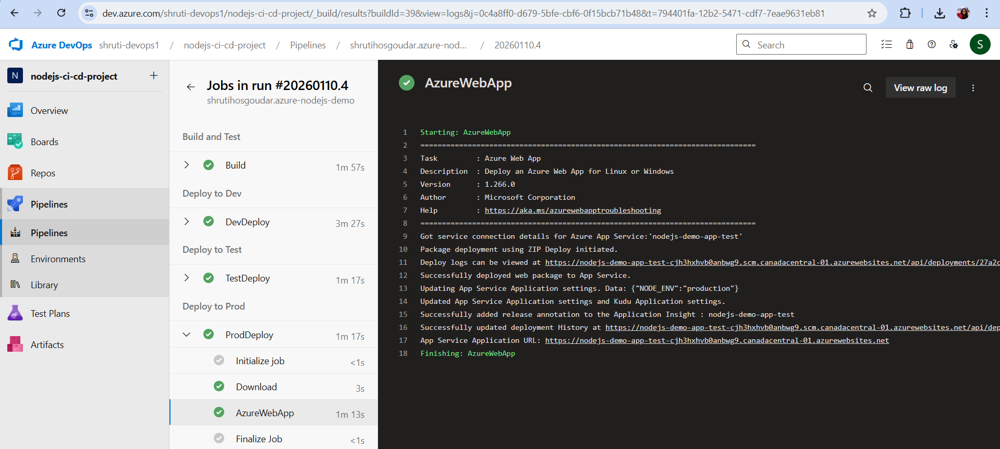 dev.azure.com/shruti-devops1/nodejs-ci-cd-project/_build/results?buildId=39&view=logs&j=0c4a8ff0-d679-5bfe-cbf6-0f15bcb71b48&t=794401fa-12b2-5471-cdf7-7eae9631eb81
Azure DevOps shruti-devops1 / nodejs-ci-cd-project / Pipelines / shrutihosgoudar.azure-nod... / 20260110.4
Search
S
N nodejs-ci-cd-project +
Overview
Boards
Repos
Pipelines
Pipelines
Environments
Library
Test Plans
Artifacts
Jobs in run #20260110.4
shrutihosgoudar.azure-nodejs-demo
Build and Test
Build 1m 57s
Deploy to Dev
DevDeploy 3m 27s
Deploy to Test
TestDeploy 1m 17s
Deploy to Prod
ProdDeploy 1m 17s
Initialize job <1s
Download 3s
AzureWebApp 1m 13s
Finalize Job <1s
AzureWebApp
View raw log
1 Starting: AzureWebApp
2 ==============================================================================
3 Task         : Azure Web App
4 Description  : Deploy an Azure Web App for Linux or Windows
5 Version      : 1.266.0
6 Author       : Microsoft Corporation
7 Help         : https://aka.ms/azurewebapptroubleshooting
8 ==============================================================================
9 Got service connection details for Azure App Service:'nodejs-demo-app-test'
10 Package deployment using ZIP Deploy initiated.
11 Deploy logs can be viewed at https://nodejs-demo-app-test-cjh3hxhvb0anbwg9.scm.canadacentral-01.azurewebsites.net/api/deployments/27a2c
12 Successfully deployed web package to App Service.
13 Updating App Service Application settings. Data: {"NODE_ENV":"production"}
14 Updated App Service Application settings and Kudu Application settings.
15 Successfully added release annotation to the Application Insight : nodejs-demo-app-test
16 Successfully updated deployment History at https://nodejs-demo-app-test-cjh3hxhvb0anbwg9.scm.canadacentral-01.azurewebsites.net/api/dep
17 App Service Application URL: https://nodejs-demo-app-test-cjh3hxhvb0anbwg9.canadacentral-01.azurewebsites.net
18 Finishing: AzureWebApp